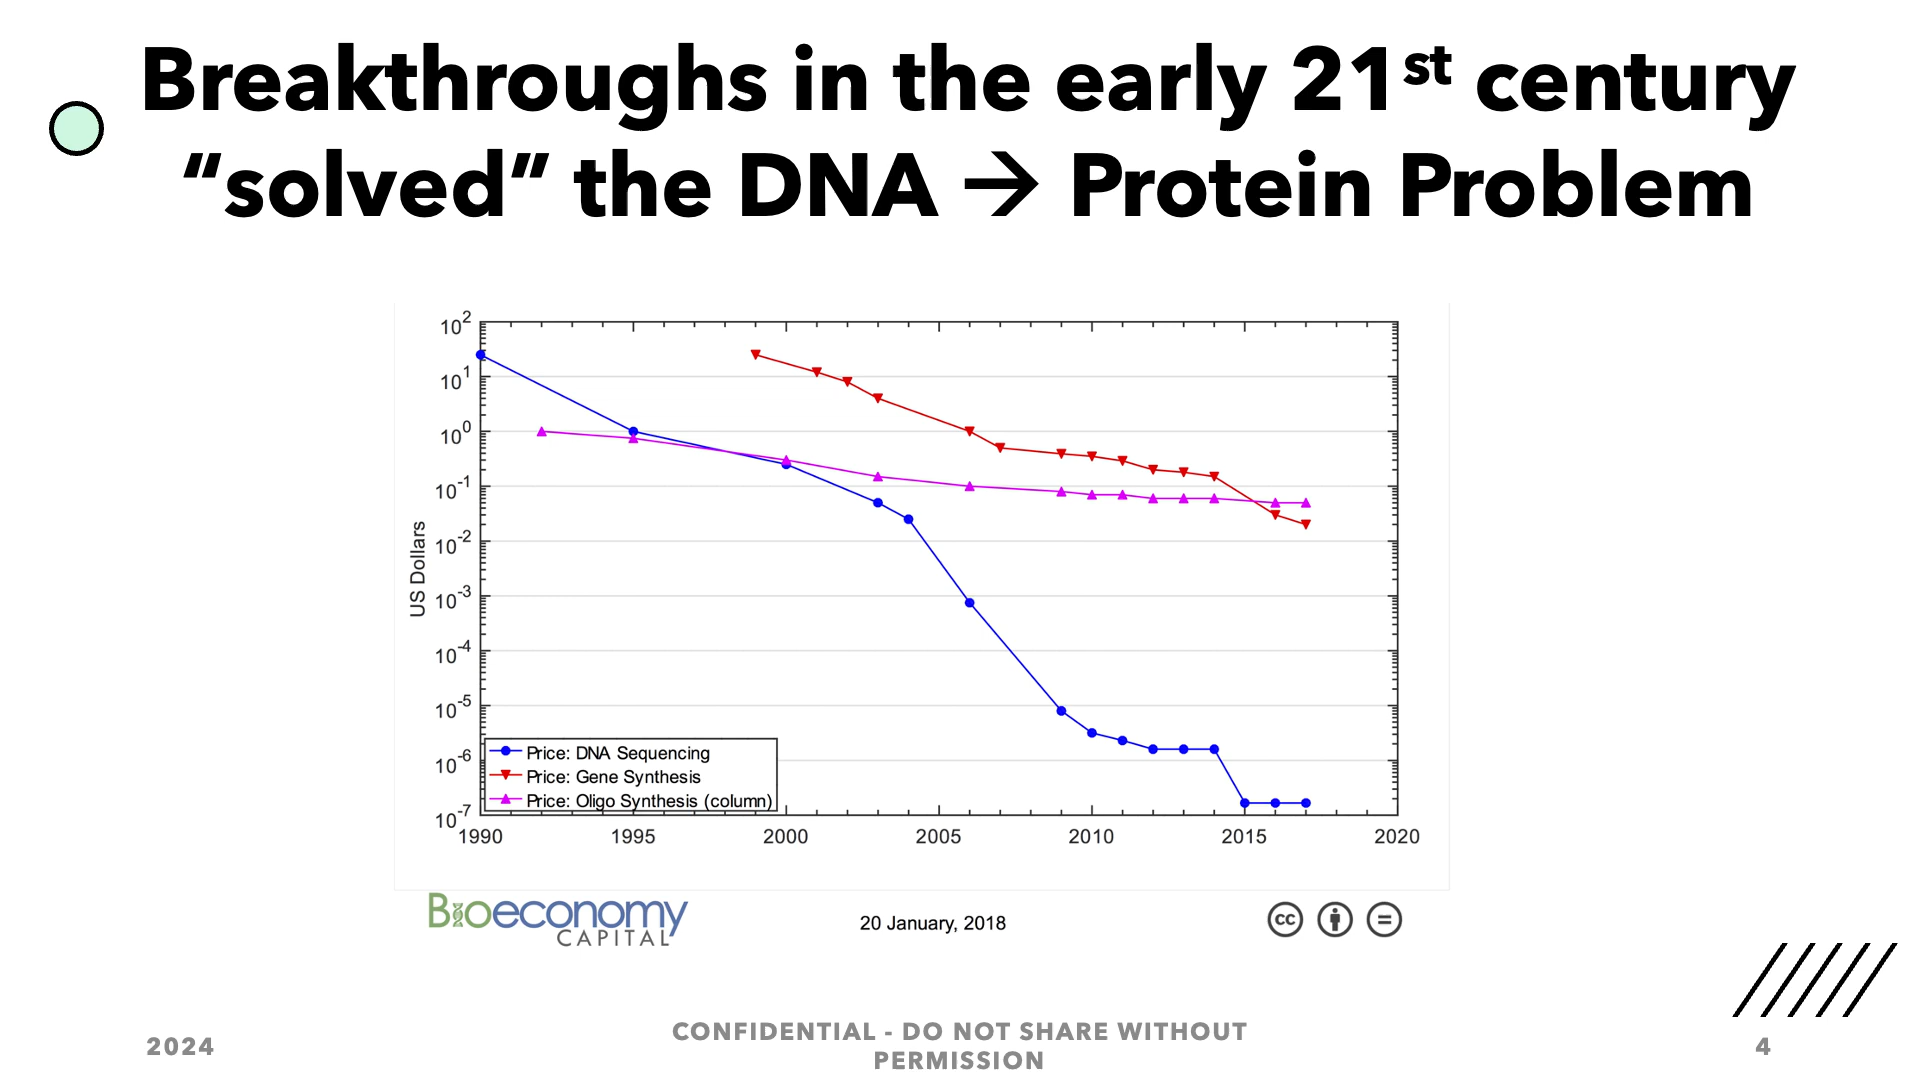 Breakthroughs in the early 21st century
“solved” the DNA → Protein Problem
10^2
10^1
10^0
10^-1
10^-2
10^-3
10^-4
10^-5
10^-6
10^-7
US Dollars
Price: DNA Sequencing
Price: Gene Synthesis
Price: Oligo Synthesis (column)
1990 1995 2000 2005 2010 2015 2020
Bioeconomy
CAPITAL
20 January, 2018
cc
2024
CONFIDENTIAL - DO NOT SHARE WITHOUT
PERMISSION
4